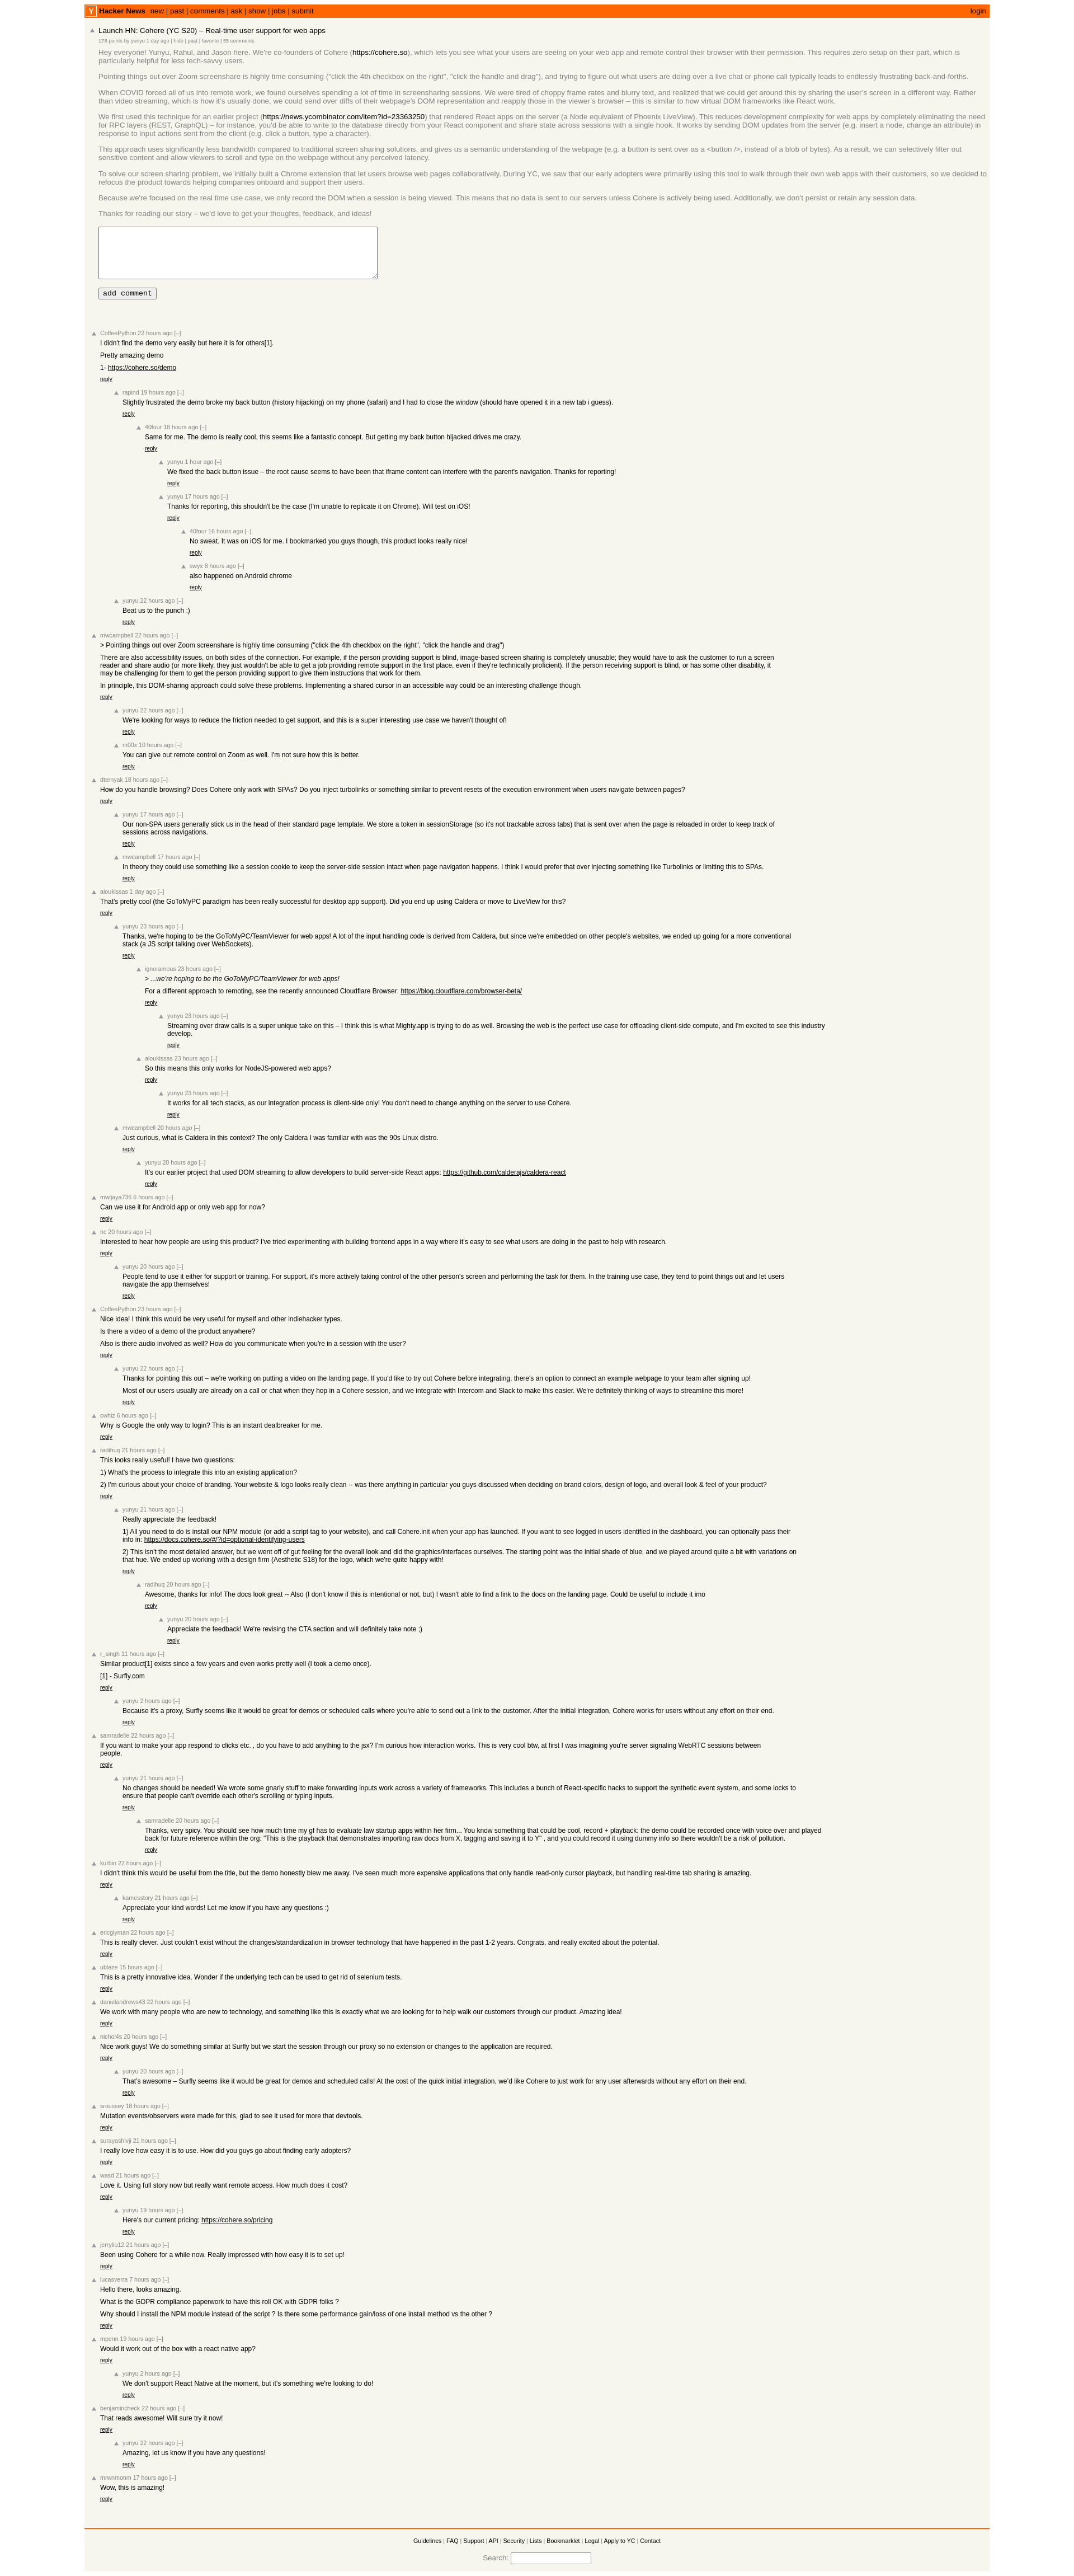 Y Hacker News new | past | comments | ask | show | jobs | submit login
Launch HN: Cohere (YC S20) – Real-time user support for web apps
178 points by yunyu 1 day ago | hide | past | favorite | 55 comments
Hey everyone! Yunyu, Rahul, and Jason here. We're co-founders of Cohere (https://cohere.so), which lets you see what your users are seeing on your web app and remote control their browser with their permission. This requires zero setup on their part, which is
particularly helpful for less tech-savvy users.
Pointing things out over Zoom screenshare is highly time consuming ("click the 4th checkbox on the right", "click the handle and drag"), and trying to figure out what users are doing over a live chat or phone call typically leads to endlessly frustrating back-and-forths.
When COVID forced all of us into remote work, we found ourselves spending a lot of time in screensharing sessions. We were tired of choppy frame rates and blurry text, and realized that we could get around this by sharing the user's screen in a different way. Rather
than video streaming, which is how it's usually done, we could send over diffs of their webpage's DOM representation and reapply those in the viewer's browser – this is similar to how virtual DOM frameworks like React work.
We first used this technique for an earlier project (https://news.ycombinator.com/item?id=23363250) that rendered React apps on the server (a Node equivalent of Phoenix LiveView). This reduces development complexity for web apps by completely eliminating the need
for RPC layers (REST, GraphQL) – for instance, you'd be able to write to the database directly from your React component and share state across sessions with a single hook. It works by sending DOM updates from the server (e.g. insert a node, change an attribute) in
response to input actions sent from the client (e.g. click a button, type a character).
This approach uses significantly less bandwidth compared to traditional screen sharing solutions, and gives us a semantic understanding of the webpage (e.g. a button is sent over as a <button />, instead of a blob of bytes). As a result, we can selectively filter out
sensitive content and allow viewers to scroll and type on the webpage without any perceived latency.
To solve our screen sharing problem, we initially built a Chrome extension that let users browse web pages collaboratively. During YC, we saw that our early adopters were primarily using this tool to walk through their own web apps with their customers, so we decided to
refocus the product towards helping companies onboard and support their users.
Because we're focused on the real time use case, we only record the DOM when a session is being viewed. This means that no data is sent to our servers unless Cohere is actively being used. Additionally, we don't persist or retain any session data.
Thanks for reading our story – we'd love to get your thoughts, feedback, and ideas!
add comment
CoffeePython 22 hours ago [–]
I didn't find the demo very easily but here it is for others[1].
Pretty amazing demo
1- https://cohere.so/demo
reply
rapind 19 hours ago [–]
Slightly frustrated the demo broke my back button (history hijacking) on my phone (safari) and I had to close the window (should have opened it in a new tab i guess).
reply
40four 18 hours ago [–]
Same for me. The demo is really cool, this seems like a fantastic concept. But getting my back button hijacked drives me crazy.
reply
yunyu 1 hour ago [–]
We fixed the back button issue – the root cause seems to have been that iframe content can interfere with the parent's navigation. Thanks for reporting!
reply
yunyu 17 hours ago [–]
Thanks for reporting, this shouldn't be the case (I'm unable to replicate it on Chrome). Will test on iOS!
reply
40four 16 hours ago [–]
No sweat. It was on iOS for me. I bookmarked you guys though, this product looks really nice!
reply
swyx 8 hours ago [–]
also happened on Android chrome
reply
yunyu 22 hours ago [–]
Beat us to the punch :)
reply
mwcampbell 22 hours ago [–]
> Pointing things out over Zoom screenshare is highly time consuming ("click the 4th checkbox on the right", "click the handle and drag")
There are also accessibility issues, on both sides of the connection. For example, if the person providing support is blind, image-based screen sharing is completely unusable; they would have to ask the customer to run a screen
reader and share audio (or more likely, they just wouldn't be able to get a job providing remote support in the first place, even if they're technically proficient). If the person receiving support is blind, or has some other disability, it
may be challenging for them to get the person providing support to give them instructions that work for them.
In principle, this DOM-sharing approach could solve these problems. Implementing a shared cursor in an accessible way could be an interesting challenge though.
reply
yunyu 22 hours ago [–]
We're looking for ways to reduce the friction needed to get support, and this is a super interesting use case we haven't thought of!
reply
m00x 10 hours ago [–]
You can give out remote control on Zoom as well. I'm not sure how this is better.
reply
dternyak 18 hours ago [–]
How do you handle browsing? Does Cohere only work with SPAs? Do you inject turbolinks or something similar to prevent resets of the execution environment when users navigate between pages?
reply
yunyu 17 hours ago [–]
Our non-SPA users generally stick us in the head of their standard page template. We store a token in sessionStorage (so it's not trackable across tabs) that is sent over when the page is reloaded in order to keep track of
sessions across navigations.
reply
mwcampbell 17 hours ago [–]
In theory they could use something like a session cookie to keep the server-side session intact when page navigation happens. I think I would prefer that over injecting something like Turbolinks or limiting this to SPAs.
reply
aloukissas 1 day ago [–]
That's pretty cool (the GoToMyPC paradigm has been really successful for desktop app support). Did you end up using Caldera or move to LiveView for this?
reply
yunyu 23 hours ago [–]
Thanks, we're hoping to be the GoToMyPC/TeamViewer for web apps! A lot of the input handling code is derived from Caldera, but since we're embedded on other people's websites, we ended up going for a more conventional
stack (a JS script talking over WebSockets).
reply
ignoramous 23 hours ago [–]
> ...we're hoping to be the GoToMyPC/TeamViewer for web apps!
For a different approach to remoting, see the recently announced Cloudflare Browser: https://blog.cloudflare.com/browser-beta/
reply
yunyu 23 hours ago [–]
Streaming over draw calls is a super unique take on this – I think this is what Mighty.app is trying to do as well. Browsing the web is the perfect use case for offloading client-side compute, and I'm excited to see this industry
develop.
reply
aloukissas 23 hours ago [–]
So this means this only works for NodeJS-powered web apps?
reply
yunyu 23 hours ago [–]
It works for all tech stacks, as our integration process is client-side only! You don't need to change anything on the server to use Cohere.
reply
mwcampbell 20 hours ago [–]
Just curious, what is Caldera in this context? The only Caldera I was familiar with was the 90s Linux distro.
reply
yunyu 20 hours ago [–]
It's our earlier project that used DOM streaming to allow developers to build server-side React apps: https://github.com/calderajs/caldera-react
reply
mwijaya736 6 hours ago [–]
Can we use it for Android app or only web app for now?
reply
nc 20 hours ago [–]
Interested to hear how people are using this product? I've tried experimenting with building frontend apps in a way where it's easy to see what users are doing in the past to help with research.
reply
yunyu 20 hours ago [–]
People tend to use it either for support or training. For support, it's more actively taking control of the other person's screen and performing the task for them. In the training use case, they tend to point things out and let users
navigate the app themselves!
reply
CoffeePython 23 hours ago [–]
Nice idea! I think this would be very useful for myself and other indiehacker types.
Is there a video of a demo of the product anywhere?
Also is there audio involved as well? How do you communicate when you're in a session with the user?
reply
yunyu 22 hours ago [–]
Thanks for pointing this out – we're working on putting a video on the landing page. If you'd like to try out Cohere before integrating, there's an option to connect an example webpage to your team after signing up!
Most of our users usually are already on a call or chat when they hop in a Cohere session, and we integrate with Intercom and Slack to make this easier. We're definitely thinking of ways to streamline this more!
reply
cwhiz 6 hours ago [–]
Why is Google the only way to login? This is an instant dealbreaker for me.
reply
radihuq 21 hours ago [–]
This looks really useful! I have two questions:
1) What's the process to integrate this into an existing application?
2) I'm curious about your choice of branding. Your website & logo looks really clean -- was there anything in particular you guys discussed when deciding on brand colors, design of logo, and overall look & feel of your product?
reply
yunyu 21 hours ago [–]
Really appreciate the feedback!
1) All you need to do is install our NPM module (or add a script tag to your website), and call Cohere.init when your app has launched. If you want to see logged in users identified in the dashboard, you can optionally pass their
info in: https://docs.cohere.so/#/?id=optional-identifying-users
2) This isn't the most detailed answer, but we went off of gut feeling for the overall look and did the graphics/interfaces ourselves. The starting point was the initial shade of blue, and we played around quite a bit with variations on
that hue. We ended up working with a design firm (Aesthetic S18) for the logo, which we're quite happy with!
reply
radihuq 20 hours ago [–]
Awesome, thanks for info! The docs look great -- Also (I don't know if this is intentional or not, but) I wasn't able to find a link to the docs on the landing page. Could be useful to include it imo
reply
yunyu 20 hours ago [–]
Appreciate the feedback! We're revising the CTA section and will definitely take note ;)
reply
r_singh 11 hours ago [–]
Similar product[1] exists since a few years and even works pretty well (I took a demo once).
[1] - Surfly.com
reply
yunyu 2 hours ago [–]
Because it's a proxy, Surfly seems like it would be great for demos or scheduled calls where you're able to send out a link to the customer. After the initial integration, Cohere works for users without any effort on their end.
reply
samradelie 22 hours ago [–]
If you want to make your app respond to clicks etc. , do you have to add anything to the jsx? I'm curious how interaction works. This is very cool btw, at first I was imagining you're server signaling WebRTC sessions between
people.
reply
yunyu 21 hours ago [–]
No changes should be needed! We wrote some gnarly stuff to make forwarding inputs work across a variety of frameworks. This includes a bunch of React-specific hacks to support the synthetic event system, and some locks to
ensure that people can't override each other's scrolling or typing inputs.
reply
samradelie 20 hours ago [–]
Thanks, very spicy. You should see how much time my gf has to evaluate law startup apps within her firm... You know something that could be cool, record + playback: the demo could be recorded once with voice over and played
back for future reference within the org: "This is the playback that demonstrates importing raw docs from X, tagging and saving it to Y" , and you could record it using dummy info so there wouldn't be a risk of pollution.
reply
kurbin 22 hours ago [–]
I didn't think this would be useful from the title, but the demo honestly blew me away. I've seen much more expensive applications that only handle read-only cursor playback, but handling real-time tab sharing is amazing.
reply
kamesstory 21 hours ago [–]
Appreciate your kind words! Let me know if you have any questions :)
reply
ericglyman 22 hours ago [–]
This is really clever. Just couldn't exist without the changes/standardization in browser technology that have happened in the past 1-2 years. Congrats, and really excited about the potential.
reply
ublaze 15 hours ago [–]
This is a pretty innovative idea. Wonder if the underlying tech can be used to get rid of selenium tests.
reply
danielandrews43 22 hours ago [–]
We work with many people who are new to technology, and something like this is exactly what we are looking for to help walk our customers through our product. Amazing idea!
reply
nichol4s 20 hours ago [–]
Nice work guys! We do something similar at Surfly but we start the session through our proxy so no extension or changes to the application are required.
reply
yunyu 20 hours ago [–]
That's awesome – Surfly seems like it would be great for demos and scheduled calls! At the cost of the quick initial integration, we'd like Cohere to just work for any user afterwards without any effort on their end.
reply
sroussey 18 hours ago [–]
Mutation events/observers were made for this, glad to see it used for more that devtools.
reply
surayashivji 21 hours ago [–]
I really love how easy it is to use. How did you guys go about finding early adopters?
reply
wasd 21 hours ago [–]
Love it. Using full story now but really want remote access. How much does it cost?
reply
yunyu 19 hours ago [–]
Here's our current pricing: https://cohere.so/pricing
reply
jerryliu12 21 hours ago [–]
Been using Cohere for a while now. Really impressed with how easy it is to set up!
reply
lucasverra 7 hours ago [–]
Hello there, looks amazing.
What is the GDPR compliance paperwork to have this roll OK with GDPR folks ?
Why should I install the NPM module instead of the script ? Is there some performance gain/loss of one install method vs the other ?
reply
mpenn 19 hours ago [–]
Would it work out of the box with a react native app?
reply
yunyu 2 hours ago [–]
We don't support React Native at the moment, but it's something we're looking to do!
reply
benjamincheck 22 hours ago [–]
That reads awesome! Will sure try it now!
reply
yunyu 22 hours ago [–]
Amazing, let us know if you have any questions!
reply
17 hours ago [–]
Wow, this is amazing!
reply
Guidelines | FAQ | Support | API | Security | Lists | Bookmarklet | Legal | Apply to YC | Contact
Search: